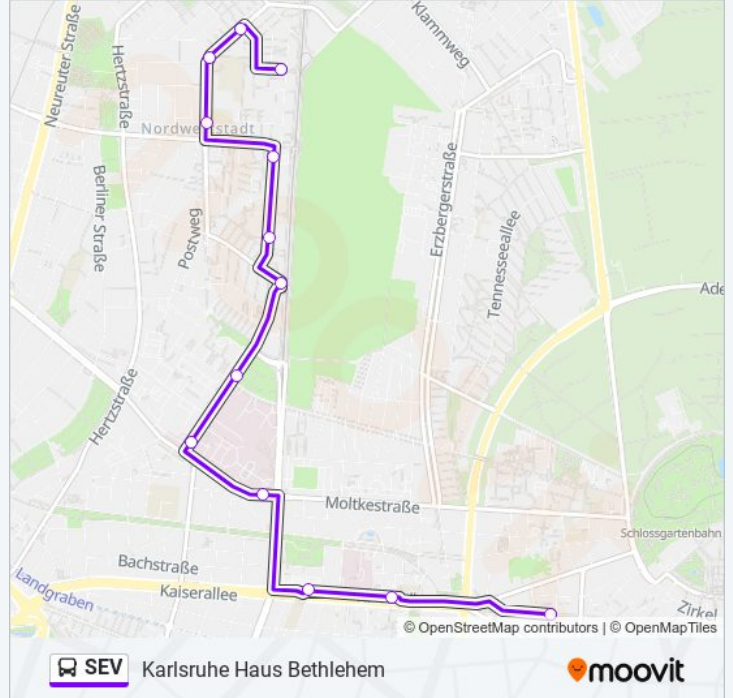 Klammweg
Neureuter Straße
Hertzstraße
Nordweststadt
Berliner Straße
Erzbergerstraße
Postweg
Tennesseeallee
Ade
Hertzstraße
Moltkestraße
Schlossgartenbahn
Bachstraße
Landgraben
Kaiserallee
Zirkel
© OpenStreetMap contributors | © OpenMapTiles
SEV Karlsruhe Haus Bethlehem
moovit